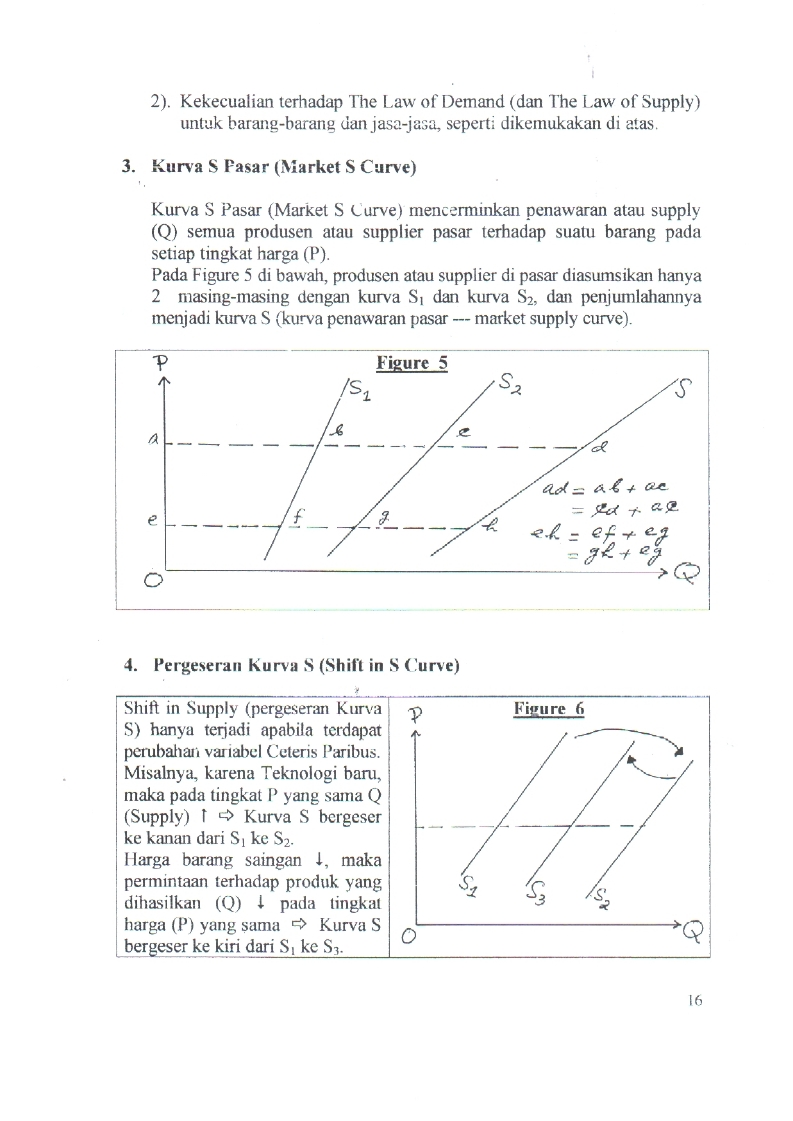 2). Kekecualian terhadap The Law of Demand (dan The Law of Supply)
untuk barang-barang dan jasa-jasa, seperti dikemukakan di atas.
3. Kurva S Pasar (Market S Curve)
Kurva S Pasar (Market S Curve) mencerminkan penawaran atau supply
(Q) semua produsen atau supplier pasar terhadap suatu barang pada
setiap tingkat harga (P).
Pada Figure 5 di bawah, produsen atau supplier di pasar diasumsikan hanya
2 masing-masing dengan kurva S₁ dan kurva S₂, dan penjumlahannya
menjadi kurva S (kurva penawaran pasar --- market supply curve).
Figure 5
P
S₁
S₂
S
a
b
c
d
ad = ab + ac
= cd + ac
e
f
g
h
eh = ef + eg
= gh + eg
O
Q
4. Pergeseran Kurva S (Shift in S Curve)
Shift in Supply (pergeseran Kurva
S) hanya terjadi apabila terdapat
perubahan variabel Ceteris Paribus.
Misalnya, karena Teknologi baru,
maka pada tingkat P yang sama Q
(Supply) ↑ ⇨ Kurva S bergeser
ke kanan dari S₁ ke S₂.
Harga barang saingan ↓, maka
permintaan terhadap produk yang
dihasilkan (Q) ↓ pada tingkat
harga (P) yang sama ⇨ Kurva S
bergeser ke kiri dari S₁ ke S₃.
Figure 6
P
S₁
S₃
S₂
O
Q
16